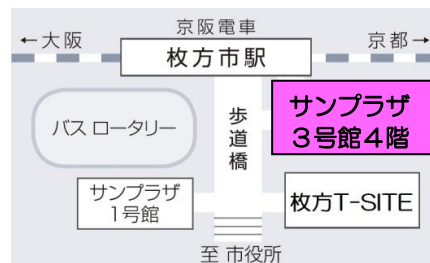 京阪電車
←大阪
京都→
枚方市駅
サンプラザ
3号館4階
バス ロータリー
歩道橋
サンプラザ
1号館
枚方T-SITE
至 市役所